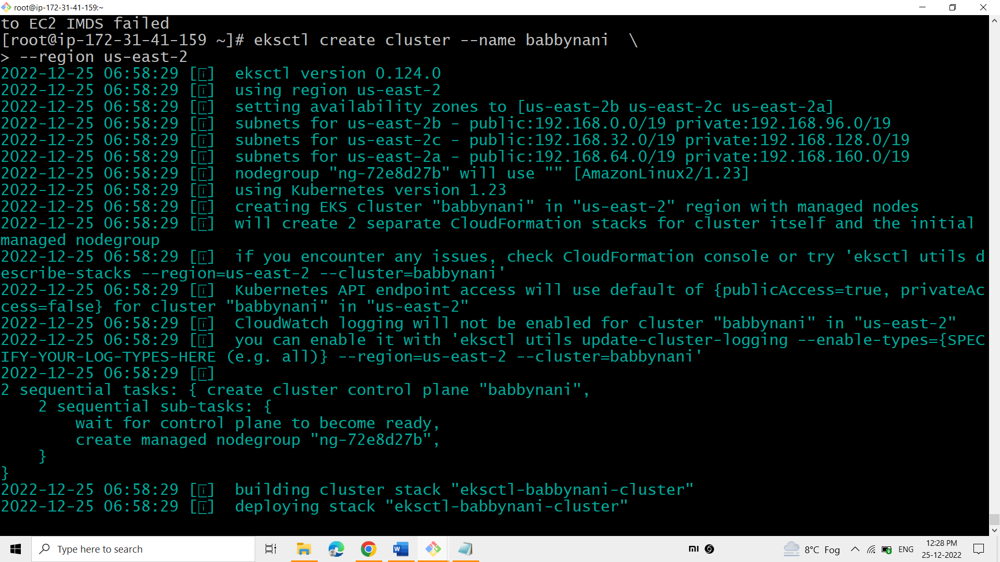 root@ip-172-31-41-159:~
to EC2 IMDS failed
[root@ip-172-31-41-159 ~]# eksctl create cluster --name babbynani  \
> --region us-east-2
2022-12-25 06:58:29 [i]  eksctl version 0.124.0
2022-12-25 06:58:29 [i]  using region us-east-2
2022-12-25 06:58:29 [i]  setting availability zones to [us-east-2b us-east-2c us-east-2a]
2022-12-25 06:58:29 [i]  subnets for us-east-2b - public:192.168.0.0/19 private:192.168.96.0/19
2022-12-25 06:58:29 [i]  subnets for us-east-2c - public:192.168.32.0/19 private:192.168.128.0/19
2022-12-25 06:58:29 [i]  subnets for us-east-2a - public:192.168.64.0/19 private:192.168.160.0/19
2022-12-25 06:58:29 [i]  nodegroup "ng-72e8d27b" will use "" [AmazonLinux2/1.23]
2022-12-25 06:58:29 [i]  using Kubernetes version 1.23
2022-12-25 06:58:29 [i]  creating EKS cluster "babbynani" in "us-east-2" region with managed nodes
2022-12-25 06:58:29 [i]  will create 2 separate CloudFormation stacks for cluster itself and the initial
managed nodegroup
2022-12-25 06:58:29 [i]  if you encounter any issues, check CloudFormation console or try 'eksctl utils d
escribe-stacks --region=us-east-2 --cluster=babbynani'
2022-12-25 06:58:29 [i]  Kubernetes API endpoint access will use default of {publicAccess=true, privateAc
cess=false} for cluster "babbynani" in "us-east-2"
2022-12-25 06:58:29 [i]  CloudWatch logging will not be enabled for cluster "babbynani" in "us-east-2"
2022-12-25 06:58:29 [i]  you can enable it with 'eksctl utils update-cluster-logging --enable-types={SPEC
IFY-YOUR-LOG-TYPES-HERE (e.g. all)} --region=us-east-2 --cluster=babbynani'
2022-12-25 06:58:29 [i]
2 sequential tasks: { create cluster control plane "babbynani",
    2 sequential sub-tasks: {
        wait for control plane to become ready,
        create managed nodegroup "ng-72e8d27b",
    }
}
2022-12-25 06:58:29 [i]  building cluster stack "eksctl-babbynani-cluster"
2022-12-25 06:58:29 [i]  deploying stack "eksctl-babbynani-cluster"
Type here to search
W
mi
8°C Fog
ENG
12:28 PM
25-12-2022